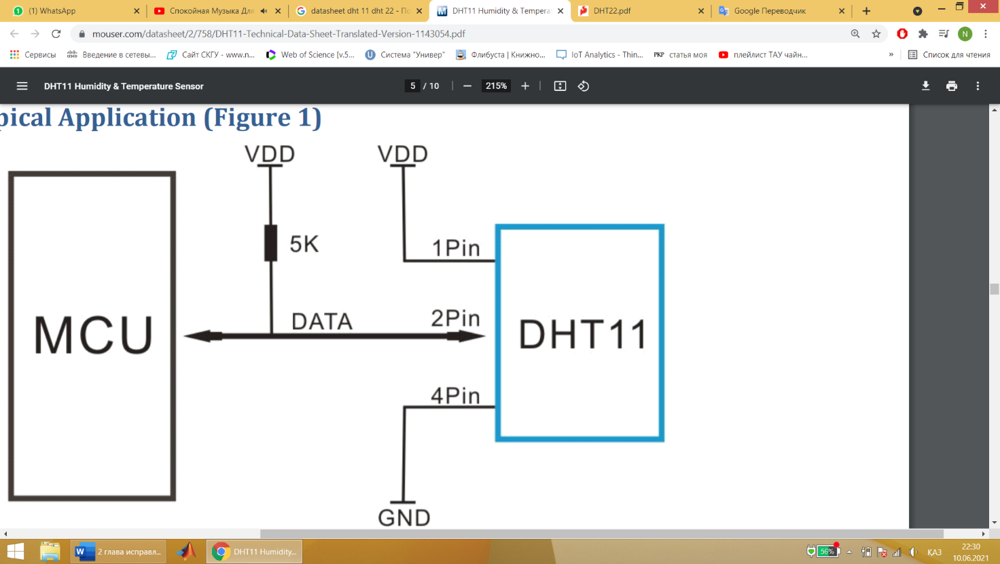 (1) WhatsApp
Спокойная Музыка Для
datasheet dht 11 dht 22 - По
DHT11 Humidity & Tempera
DHT22.pdf
Google Переводчик
mouser.com/datasheet/2/758/DHT11-Technical-Data-Sheet-Translated-Version-1143054.pdf
N
Сервисы
Введение в сетевы...
Сайт СКГУ - www.n...
Web of Science [v.5...
Система "Универ"
Флибуста | Книжно...
IoT Analytics - Thin...
РКР статья моя
плейлист ТАУ чайн...
»
Список для чтения
DHT11 Humidity & Temperature Sensor
5 / 10
215%
pical Application (Figure 1)
VDD
VDD
5K
1Pin
MCU
DATA
2Pin
DHT11
4Pin
GND
2 глава исправл...
DHT11 Humidity...
56%
ҚАЗ
22:30
10.06.2021